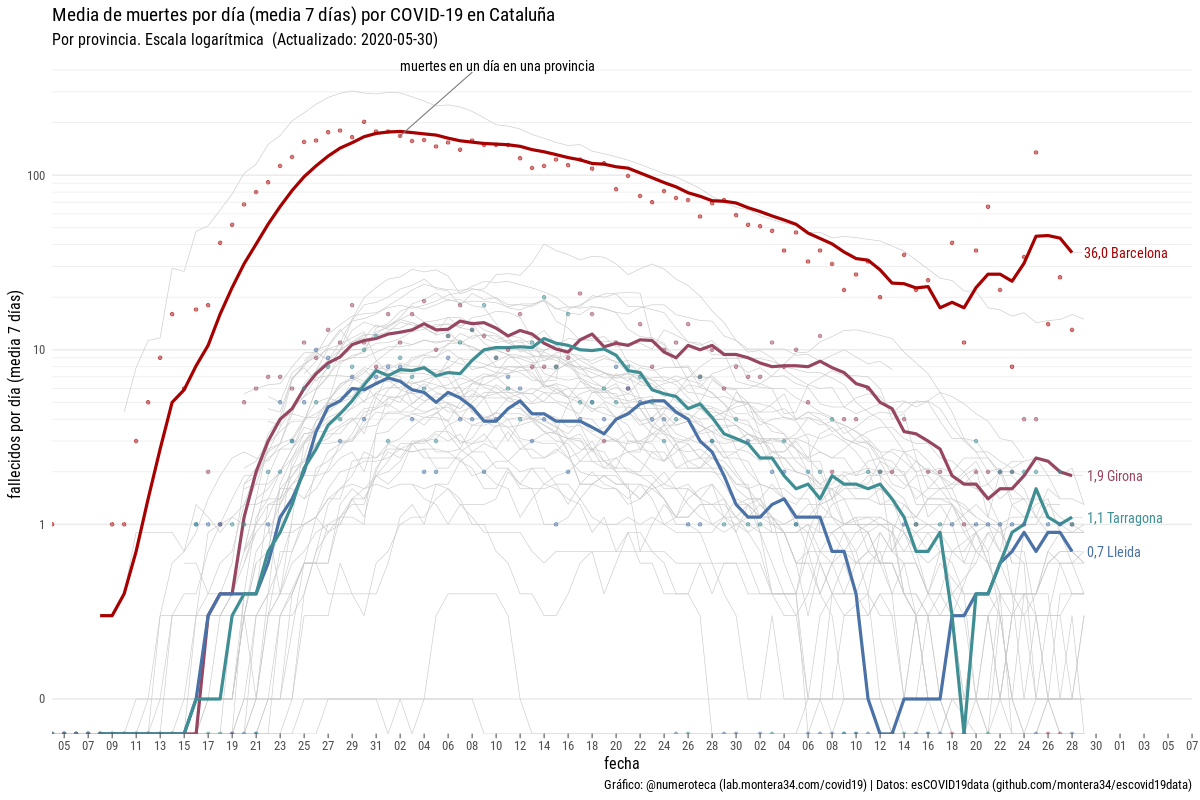 Media de muertes por día (media 7 días) por COVID-19 en Cataluña
Por provincia. Escala logarítmica (Actualizado: 2020-05-30)
muertes en un día en una provincia
fallecidos por día (media 7 días)
100
10
1
0
36,0 Barcelona
1,9 Girona
1,1 Tarragona
0,7 Lleida
05 07 09 11 13 15 17 19 21 23 25 27 29 31 02 04 06 08 10 12 14 16 18 20 22 24 26 28 30 02 04 06 08 10 12 14 16 18 20 22 24 26 28 30 01 03 05 07
fecha
Gráfico: @numeroteca (lab.montera34.com/covid19) | Datos: esCOVID19data (github.com/montera34/escovid19data)